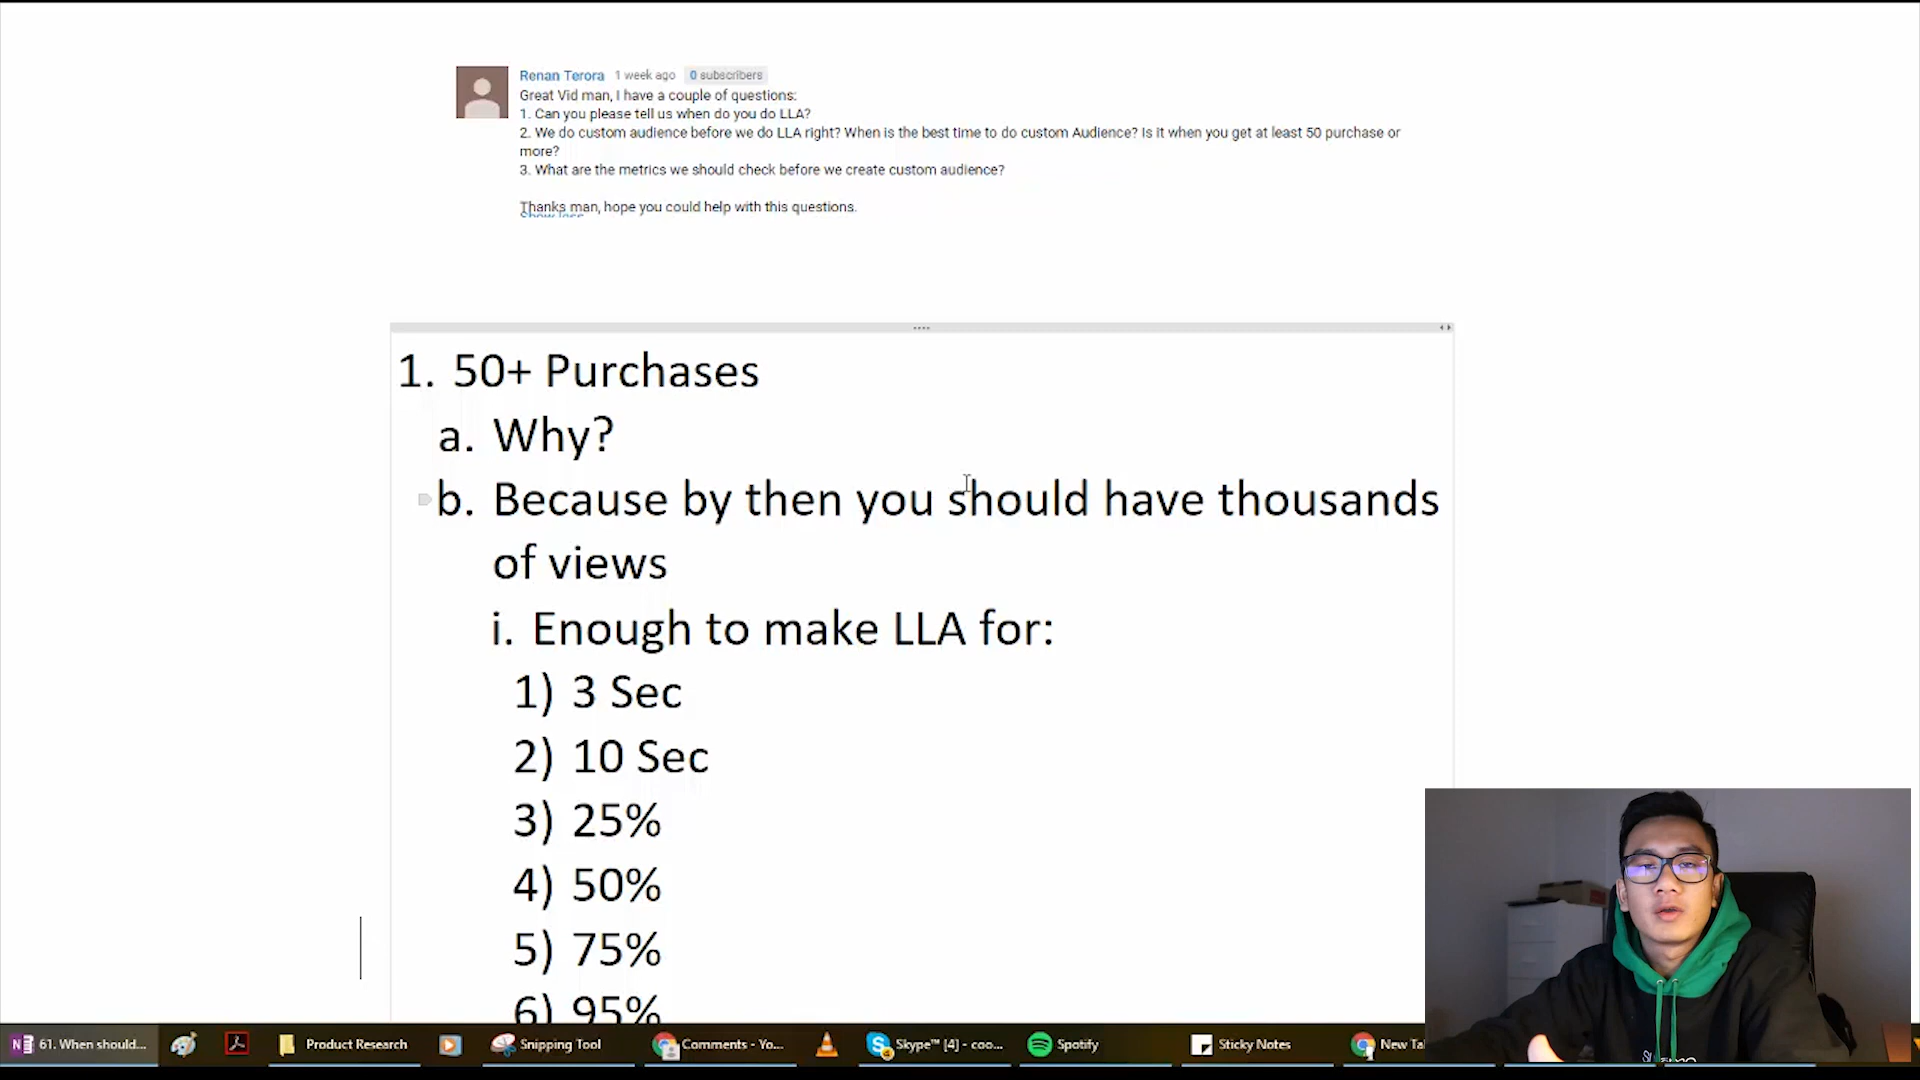 Renan Terora 1 week ago 0 subscribers
Great Vid man, I have a couple of questions:
1. Can you please tell us when do you do LLA?
2. We do custom audience before we do LLA right? When is the best time to do custom Audience? Is it when you get at least 50 purchase or
more?
3. What are the metrics we should check before we create custom audience?
Thanks man, hope you could help with this questions.
Show less
1. 50+ Purchases
a. Why?
b. Because by then you should have thousands
of views
i. Enough to make LLA for:
1) 3 Sec
2) 10 Sec
3) 25%
4) 50%
5) 75%
6) 95%
61. When should... Product Research Snipping Tool Comments - Yo... Skype™ [4] - coo... Spotify Sticky Notes New Ta